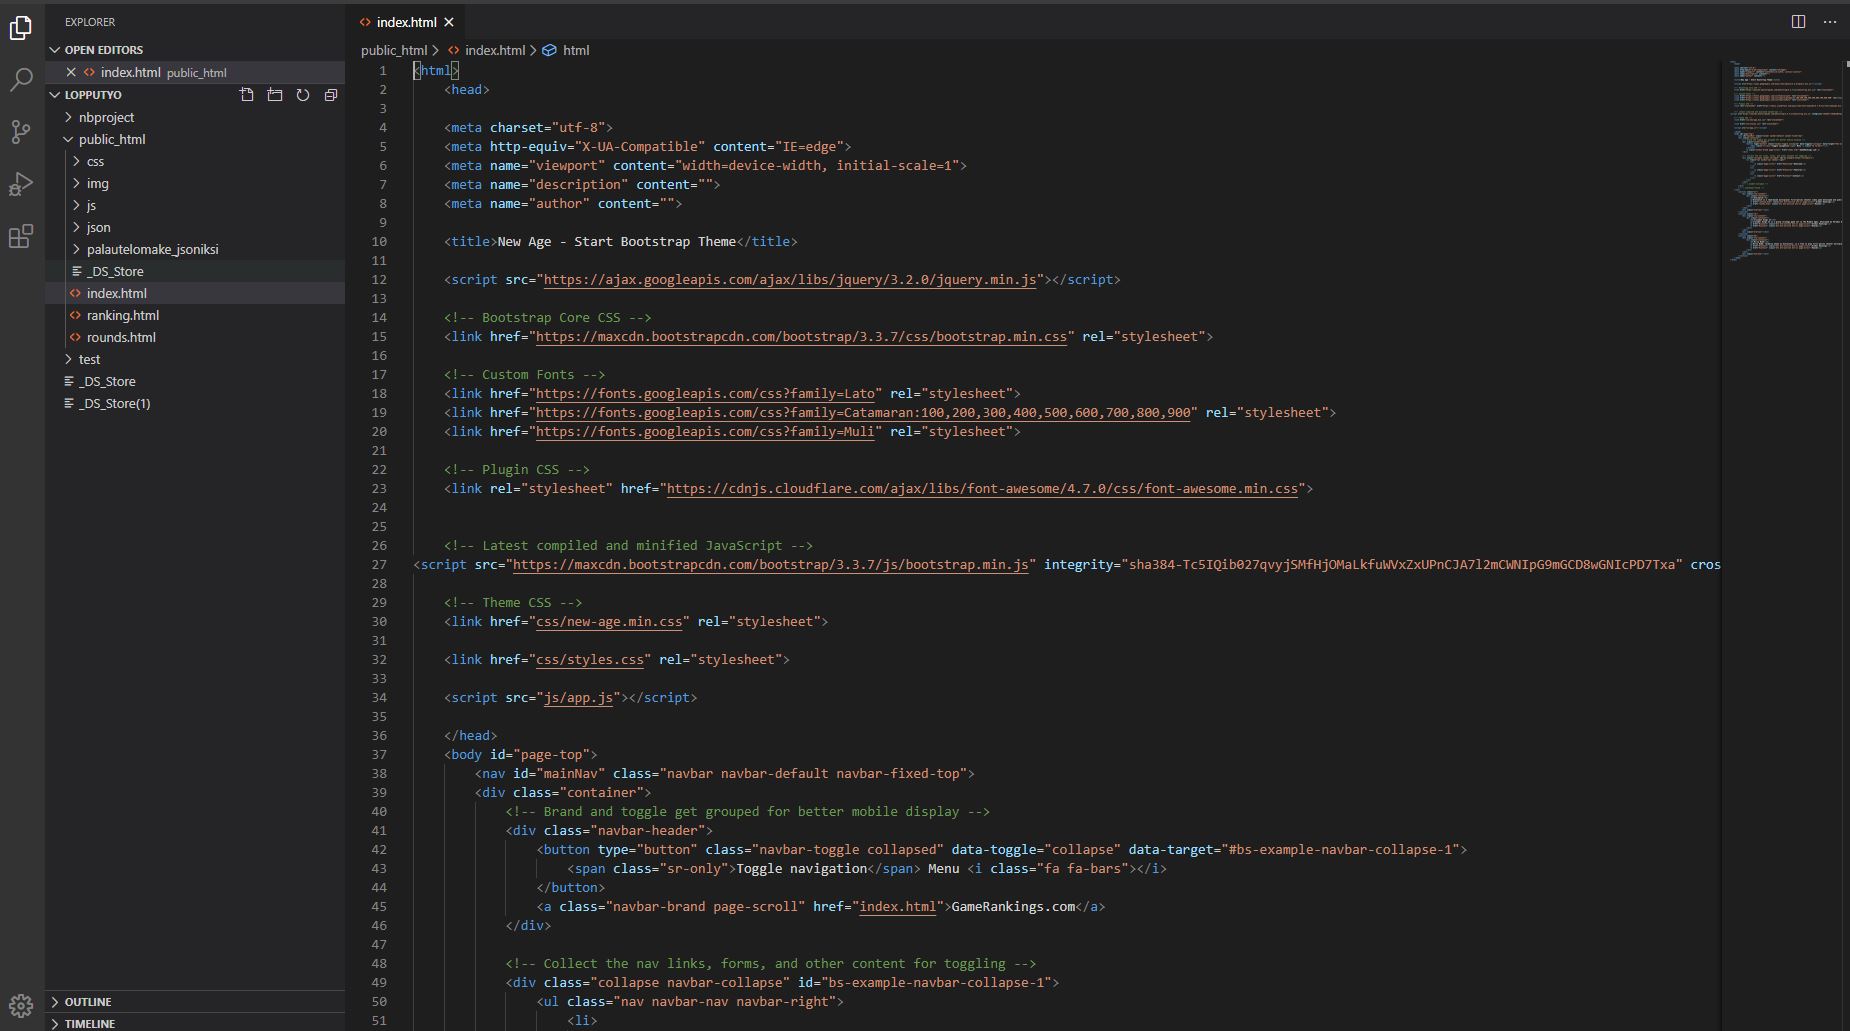 EXPLORER
OPEN EDITORS
index.html public_html
LOPPUTYO
nbproject
public_html
css
img
js
json
palautelomake_jsoniksi
_DS_Store
index.html
ranking.html
rounds.html
test
_DS_Store
_DS_Store(1)
OUTLINE
TIMELINE
index.html
public_html > index.html > html
1 <html>
2 <head>
3
4 <meta charset="utf-8">
5 <meta http-equiv="X-UA-Compatible" content="IE=edge">
6 <meta name="viewport" content="width=device-width, initial-scale=1">
7 <meta name="description" content="">
8 <meta name="author" content="">
9
10 <title>New Age - Start Bootstrap Theme</title>
11
12 <script src="https://ajax.googleapis.com/ajax/libs/jquery/3.2.0/jquery.min.js"></script>
13
14 <!-- Bootstrap Core CSS -->
15 <link href="https://maxcdn.bootstrapcdn.com/bootstrap/3.3.7/css/bootstrap.min.css" rel="stylesheet">
16
17 <!-- Custom Fonts -->
18 <link href="https://fonts.googleapis.com/css?family=Lato" rel="stylesheet">
19 <link href="https://fonts.googleapis.com/css?family=Catamaran:100,200,300,400,500,600,700,800,900" rel="stylesheet">
20 <link href="https://fonts.googleapis.com/css?family=Muli" rel="stylesheet">
21
22 <!-- Plugin CSS -->
23 <link rel="stylesheet" href="https://cdnjs.cloudflare.com/ajax/libs/font-awesome/4.7.0/css/font-awesome.min.css">
24
25
26 <!-- Latest compiled and minified JavaScript -->
27 <script src="https://maxcdn.bootstrapcdn.com/bootstrap/3.3.7/js/bootstrap.min.js" integrity="sha384-Tc5IQib027qvyjSMfHjOMaLkfuWVxZxUPnCJA7l2mCWNIpG9mGCD8wGNIcPD7Txa" cros
28
29 <!-- Theme CSS -->
30 <link href="css/new-age.min.css" rel="stylesheet">
31
32 <link href="css/styles.css" rel="stylesheet">
33
34 <script src="js/app.js"></script>
35
36 </head>
37 <body id="page-top">
38 <nav id="mainNav" class="navbar navbar-default navbar-fixed-top">
39 <div class="container">
40 <!-- Brand and toggle get grouped for better mobile display -->
41 <div class="navbar-header">
42 <button type="button" class="navbar-toggle collapsed" data-toggle="collapse" data-target="#bs-example-navbar-collapse-1">
43 <span class="sr-only">Toggle navigation</span> Menu <i class="fa fa-bars"></i>
44 </button>
45 <a class="navbar-brand page-scroll" href="index.html">GameRankings.com</a>
46 </div>
47
48 <!-- Collect the nav links, forms, and other content for toggling -->
49 <div class="collapse navbar-collapse" id="bs-example-navbar-collapse-1">
50 <ul class="nav navbar-nav navbar-right">
51 <li>